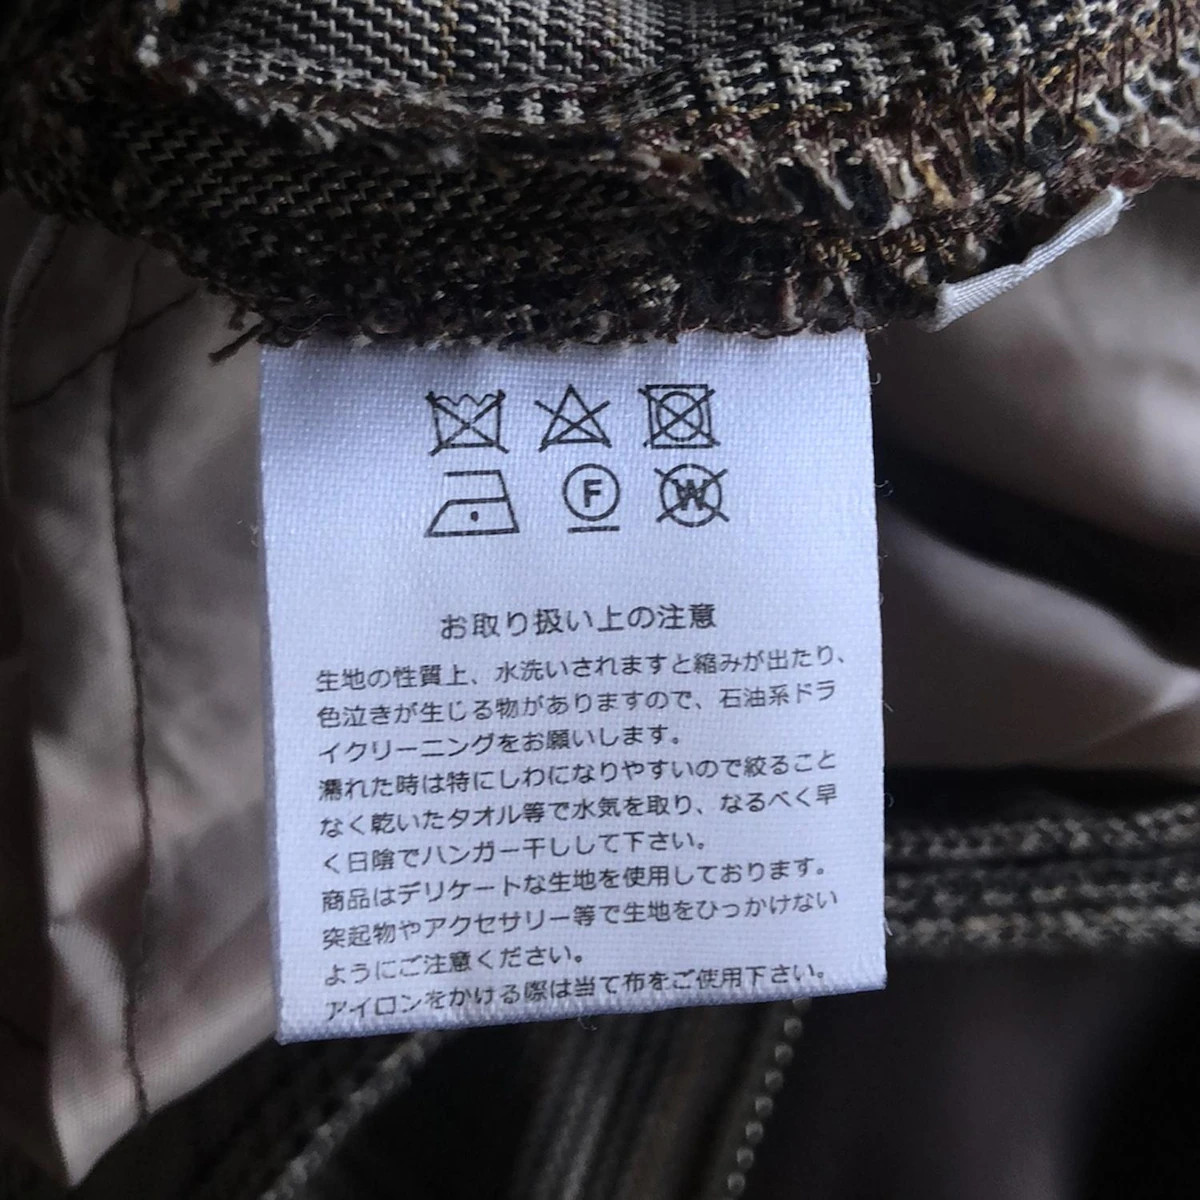 F W
お取り扱い上の注意
生地の性質上、水洗いされますと縮みが出たり、
色泣きが生じる物がありますので、石油系ドラ
イクリーニングをお願いします。
濡れた時は特にしわになりやすいので絞ること
なく乾いたタオル等で水気を取り、なるべく早
く日陰でハンガー干しして下さい。
商品はデリケートな生地を使用しております。
突起物やアクセサリー等で生地をひっかけない
ようにご注意ください。
アイロンをかける際は当て布をご使用下さい。